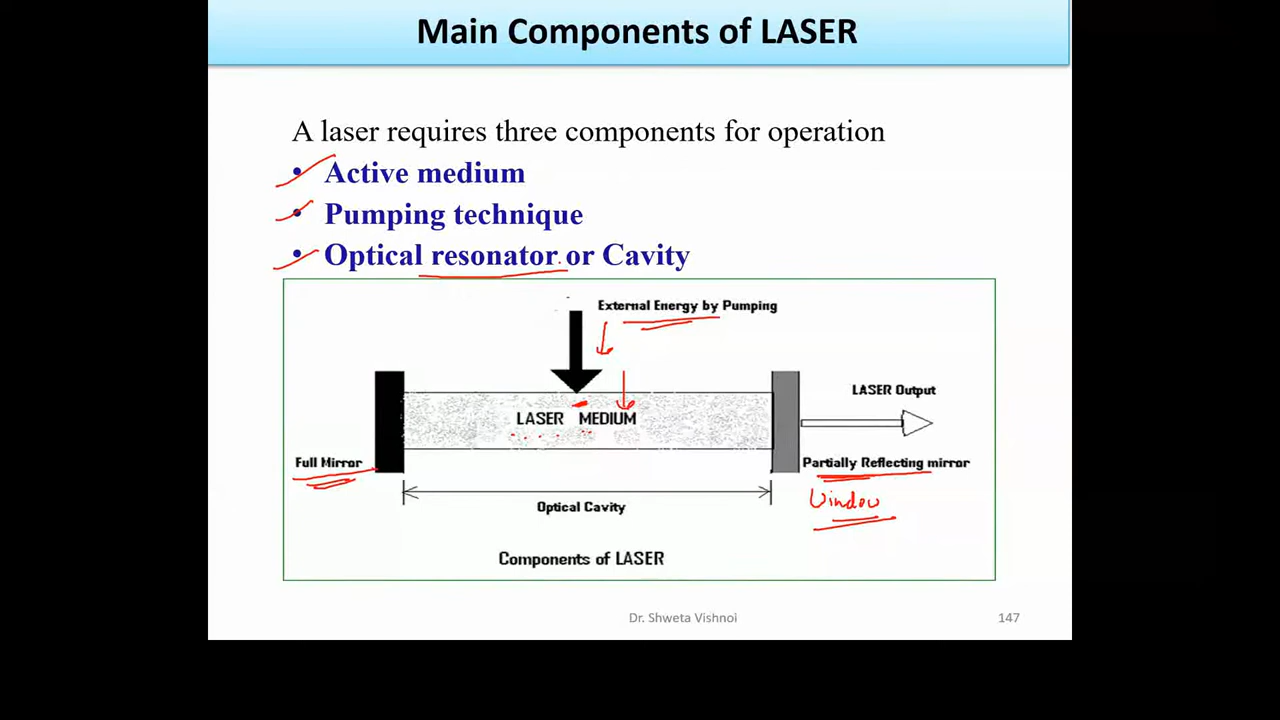 Main Components of LASER
A laser requires three components for operation
• Active medium
• Pumping technique
• Optical resonator or Cavity
External Energy by Pumping
LASER Output
LASER MEDIUM
Full Mirror
Partially Reflecting mirror
Window
Optical Cavity
Components of LASER
Dr. Shweta Vishnoi
147